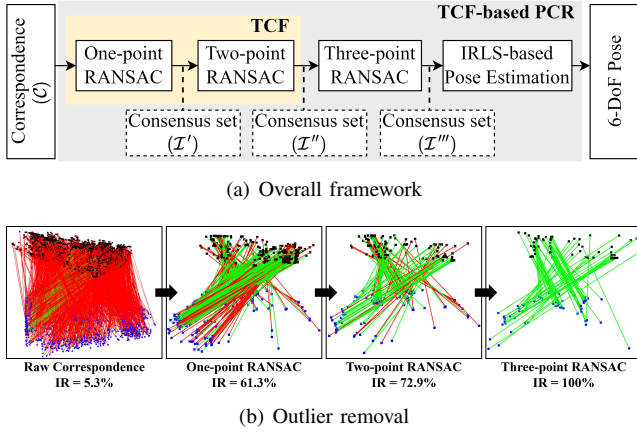 TCF-based PCR
TCF
Correspondence
(𝒞)
One-point
RANSAC
Two-point
RANSAC
Three-point
RANSAC
IRLS-based
Pose Estimation
6-DoF Pose
Consensus set
(ℐ′)
Consensus set
(ℐ″)
Consensus set
(ℐ‴)
(a) Overall framework
Raw Correspondence
IR = 5.3%
One-point RANSAC
IR = 61.3%
Two-point RANSAC
IR = 72.9%
Three-point RANSAC
IR = 100%
(b) Outlier removal